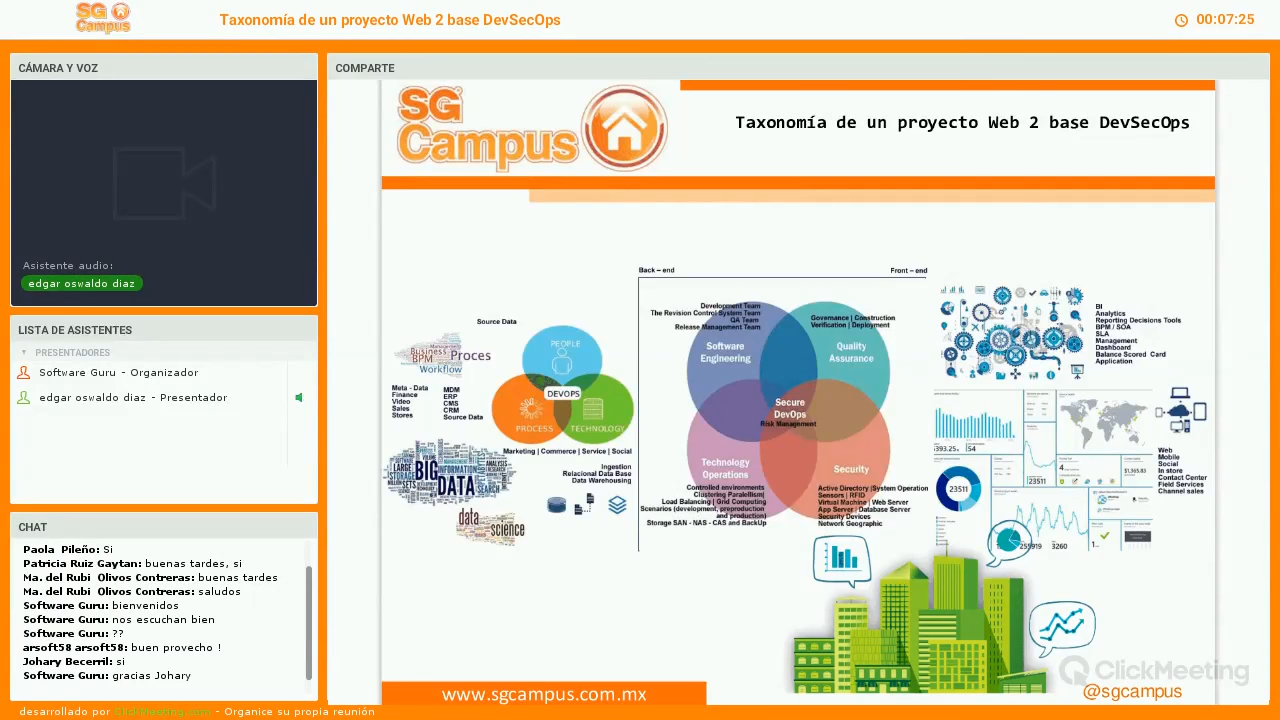 SG
Campus
Taxonomía de un proyecto Web 2 base DevSecOps
00:07:25
CÁMARA Y VOZ
Asistente audio:
edgar oswaldo diaz
LISTA DE ASISTENTES
PRESENTADORES
Software Guru - Organizador
edgar oswaldo diaz - Presentador
CHAT
Paola Pileño: Si
Patricia Ruiz Gaytan: buenas tardes, si
Ma. del Rubi Olivos Contreras: buenas tardes
Ma. del Rubi Olivos Contreras: saludos
Software Guru: bienvenidos
Software Guru: nos escuchan bien
Software Guru: ??
arsoft58 arsoft58: buen provecho !
Johary Becerril: si
Software Guru: gracias Johary
COMPARTE
SG
Campus
Taxonomía de un proyecto Web 2 base DevSecOps
Source Data
Business
BPM
Proces
Workflow
Meta - Data
Finance
Video
Sales
Stores
MDM
ERP
CMS
CRM
Source Data
PEOPLE
DEVOPS
PROCESS
TECHNOLOGY
Marketing | Commerce | Service | Social
Ingestion
Relacional Data Base
Data Warehousing
LARGE
BIG
DATA
INFORMATION
data
science
Back – end
Front – end
Development Team
The Revision Control System Team
QA Team
Release Management Team
Governance | Construction
Verification | Deployment
Software
Engineering
Quality
Assurance
Secure
DevOps
Risk Management
Technology
Operations
Security
Controlled environments
Clustering Paralellism|
Load Balancing | Grid Computing
Scenarios (development, preproduction
and production)
Storage SAN - NAS - CAS and BackUp
Active Directory |System Operation
Sensors | RFID
Virtual Machine | Web Server
App Server | Database Server
Security Devices
Network Geographic
BI
Analytics
Reporting Decisions Tools
BPM / SOA
SLA
Management
Dashboard
Balance Scored Card
Application
54
23511
23511
4
$1,365.83
255919
3260
Web
Mobile
Social
In store
Contact Center
Field Services
Channel sales
www.sgcampus.com.mx
ClickMeeting
@sgcampus
desarrollado por ClickMeeting.com - Organice su propia reunión